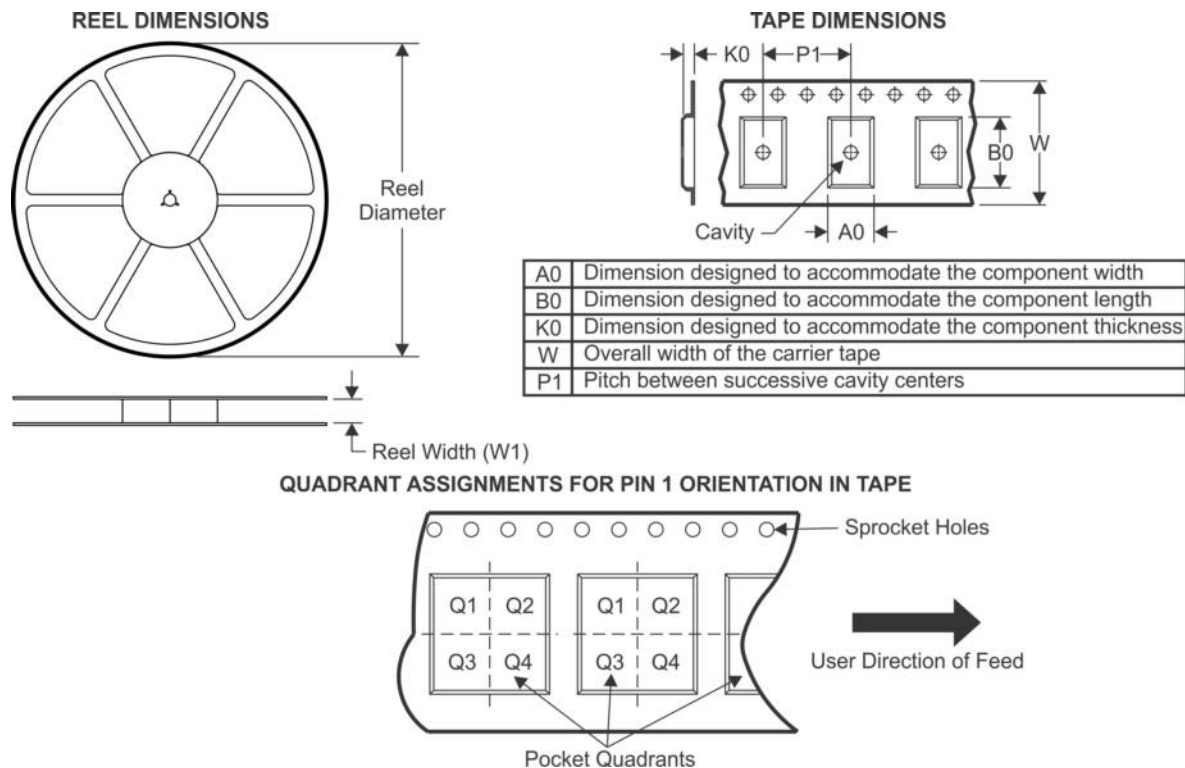 REEL DIMENSIONS
Reel
Diameter
Reel Width (W1)
TAPE DIMENSIONS
K0
P1
W
B0
Cavity
A0
A0 Dimension designed to accommodate the component width
B0 Dimension designed to accommodate the component length
K0 Dimension designed to accommodate the component thickness
W Overall width of the carrier tape
P1 Pitch between successive cavity centers
QUADRANT ASSIGNMENTS FOR PIN 1 ORIENTATION IN TAPE
Sprocket Holes
Q1 Q2 Q1 Q2
Q3 Q4 Q3 Q4
User Direction of Feed
Pocket Quadrants